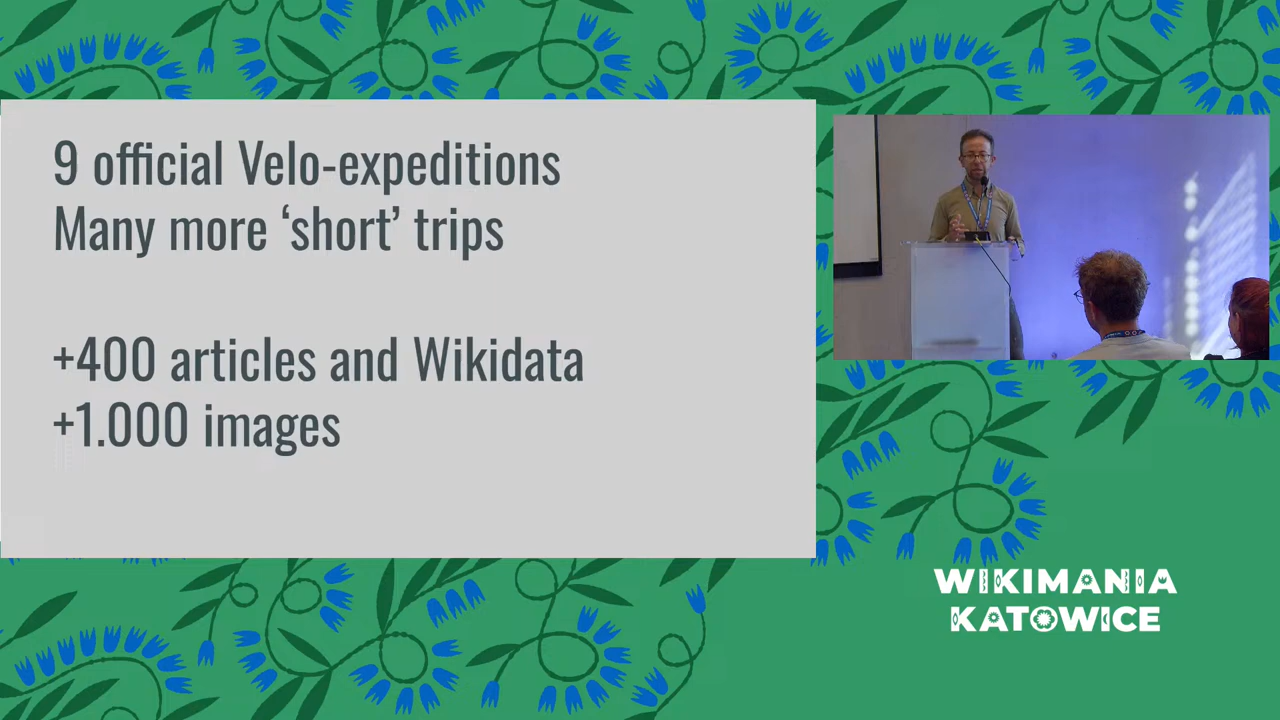 9 official Velo-expeditions
Many more ‘short’ trips
+400 articles and Wikidata
+1.000 images
WIKIMANIA
KATOWICE